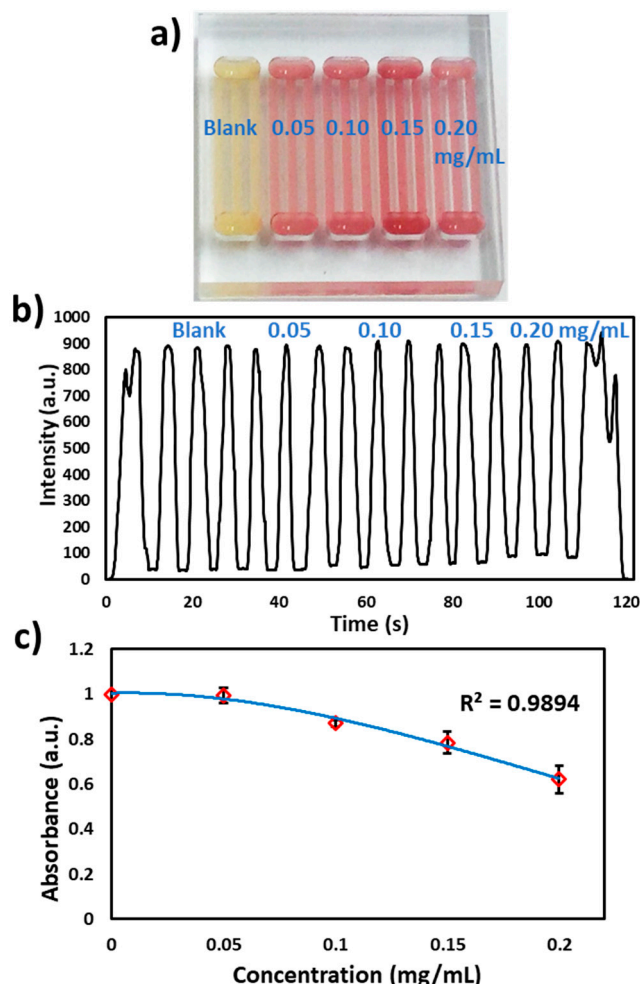 a)
Blank 0.05 0.10 0.15 0.20
mg/mL
b)
Blank 0.05 0.10 0.15 0.20 mg/mL
1000
900
800
700
600
500
400
300
200
100
0
Intensity (a.u.)
0 20 40 60 80 100 120
Time (s)
c)
1.2
1
0.8
0.6
0.4
0.2
0
Absorbance (a.u.)
R² = 0.9894
0 0.05 0.1 0.15 0.2
Concentration (mg/mL)